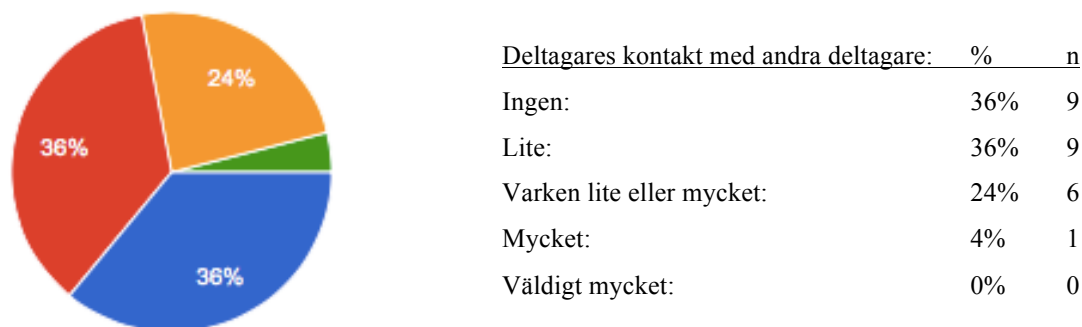 24%
36%
36%
Deltagares kontakt med andra deltagare: % n
Ingen: 36% 9
Lite: 36% 9
Varken lite eller mycket: 24% 6
Mycket: 4% 1
Väldigt mycket: 0% 0